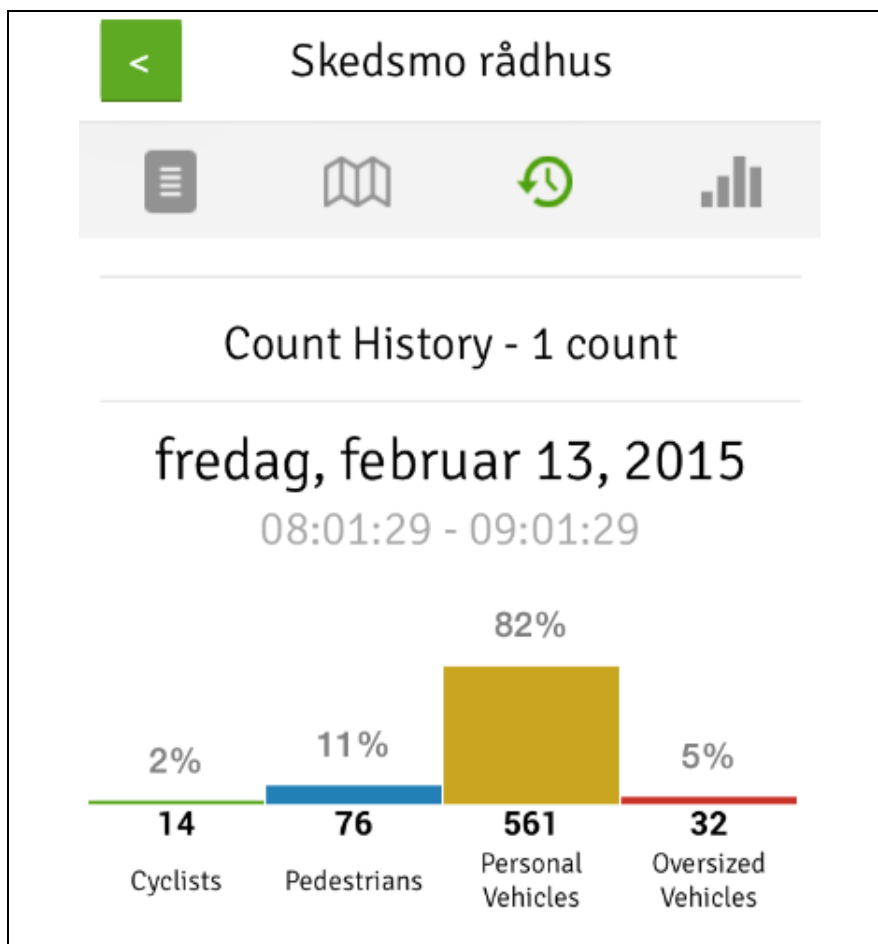 <
Skedsmo rådhus
Count History - 1 count
fredag, februar 13, 2015
08:01:29 - 09:01:29
82%
11%
5%
2%
14 76 561 32
Cyclists Pedestrians Personal Vehicles Oversized Vehicles